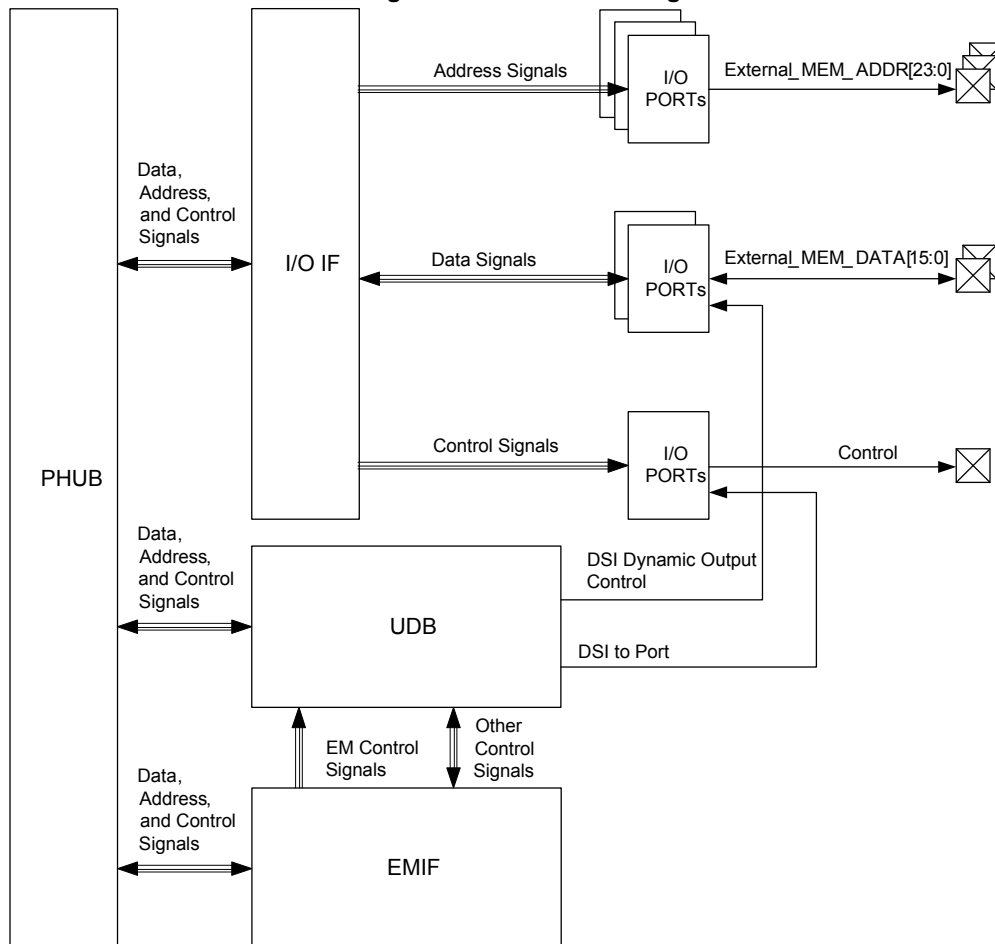 Address Signals
I/O
PORTs
External_MEM_ADDR[23:0]
Data,
Address,
and Control
Signals
I/O IF
Data Signals
I/O
PORTs
External_MEM_DATA[15:0]
Control Signals
I/O
PORTs
Control
PHUB
Data,
Address,
and Control
Signals
UDB
DSI Dynamic Output
Control
DSI to Port
EM Control
Signals
Other
Control
Signals
Data,
Address,
and Control
Signals
EMIF